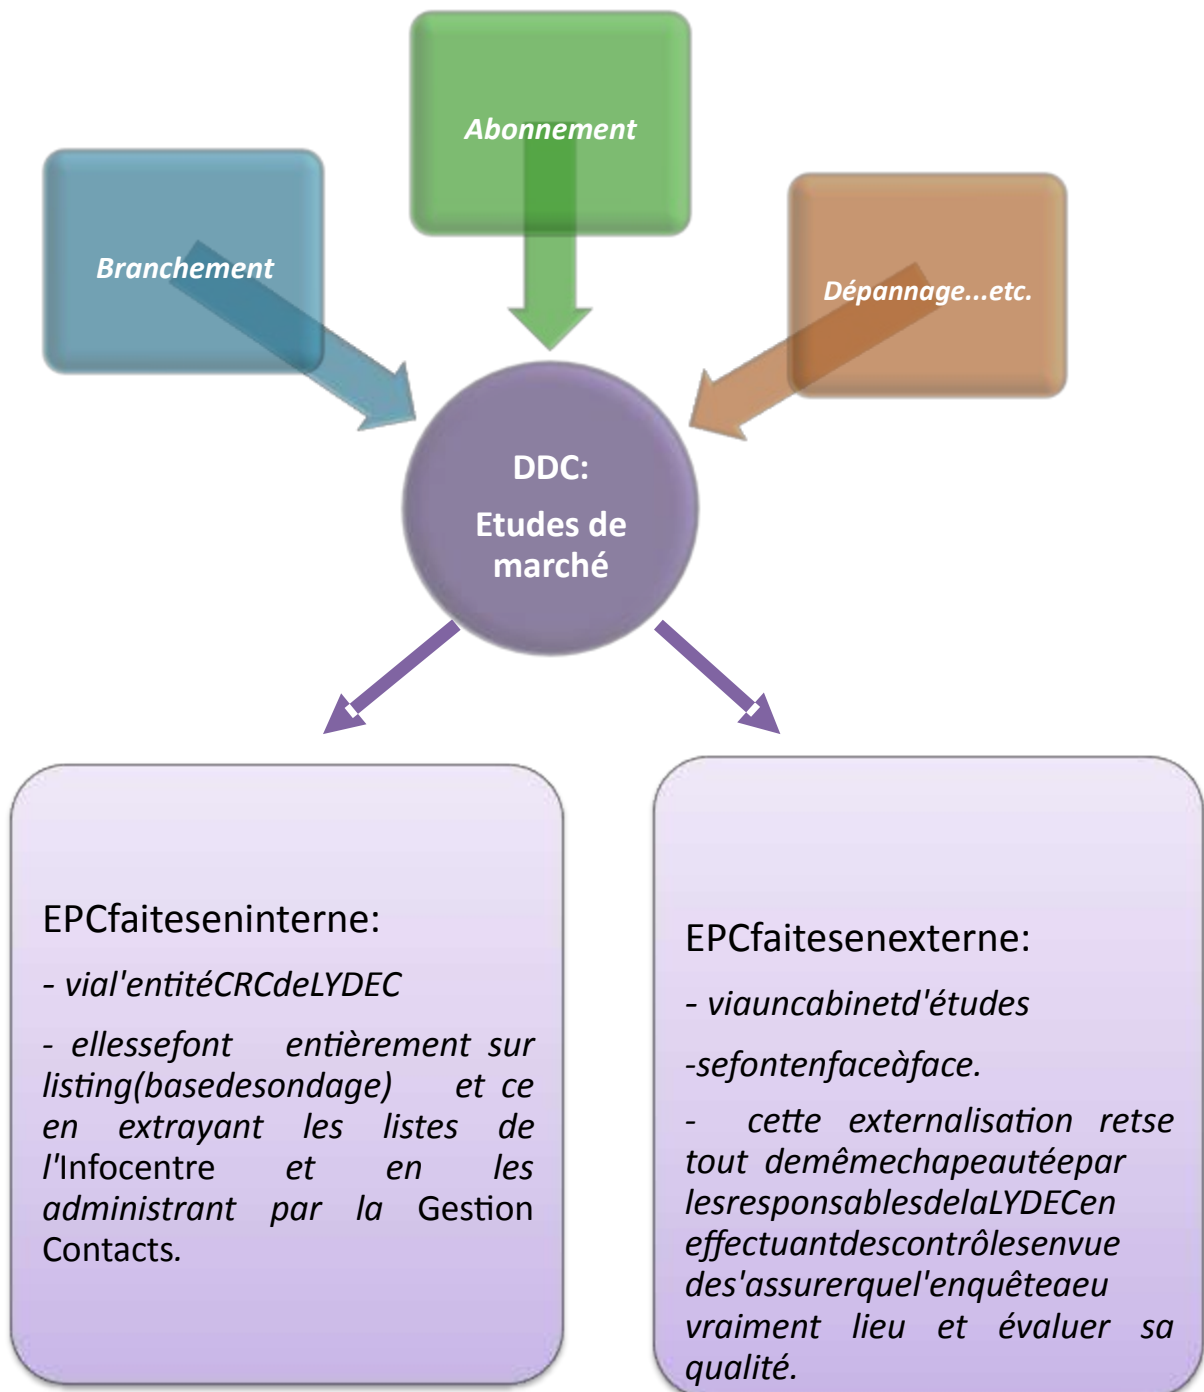 Abonnement
Branchement
Dépannage...etc.
DDC:
Etudes de
marché
EPCfaiteseninterne:
- vial'entitéCRCdeLYDEC
- ellessefont entièrement sur
listing(basedesondage) et ce
en extrayant les listes de
l'Infocentre et en les
administrant par la Gestion
Contacts.
EPCfaitesenexterne:
- viauncabinetd'études
-sefontenfaceàface.
- cette externalisation retse
tout demêmechapeautéepar
lesresponsablesdelaLYDECen
effectuantdescontrôlesenvue
des'assurerquel'enquêteaeu
vraiment lieu et évaluer sa
qualité.